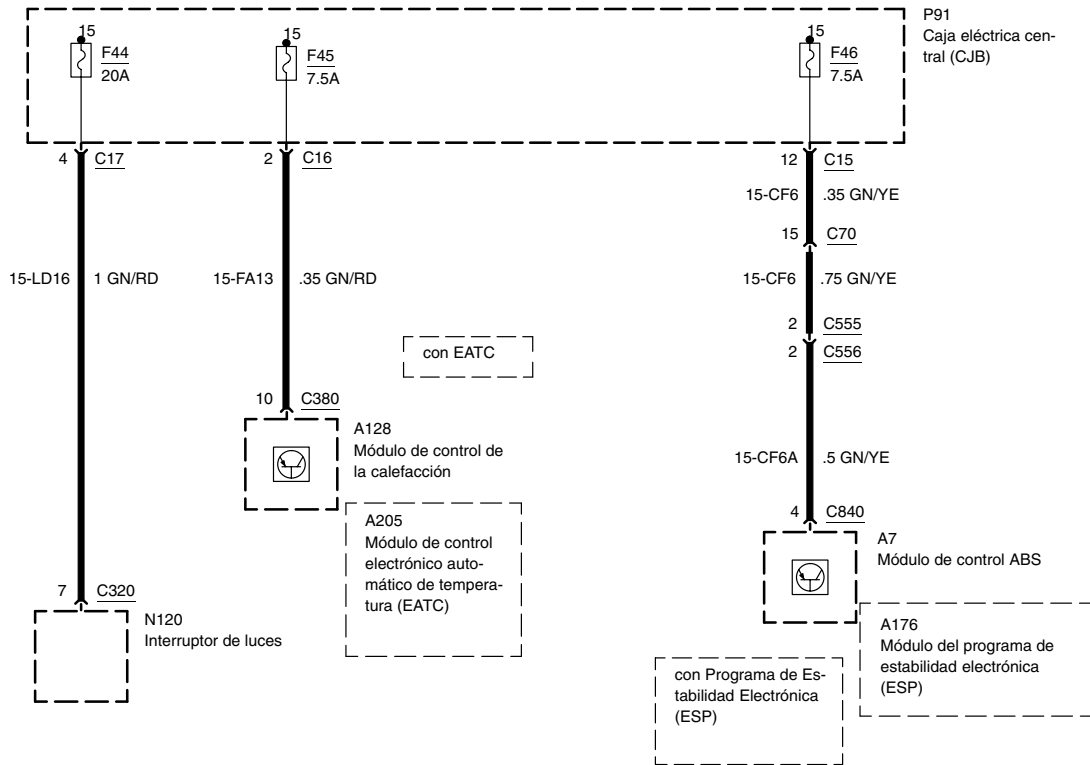 P91
Caja eléctrica cen-
tral (CJB)
15
F44
20A
15
F45
7.5A
15
F46
7.5A
4 C17
2 C16
12 C15
15-CF6 .35 GN/YE
15 C70
15-LD16 1 GN/RD
15-FA13 .35 GN/RD
15-CF6 .75 GN/YE
2 C555
2 C556
con EATC
10 C380
A128
Módulo de control de
la calefacción
15-CF6A .5 GN/YE
4 C840
A205
Módulo de control
electrónico auto-
mático de tempera-
tura (EATC)
A7
Módulo de control ABS
7 C320
N120
Interruptor de luces
A176
Módulo del programa de
estabilidad electrónica
(ESP)
con Programa de Es-
tabilidad Electrónica
(ESP)